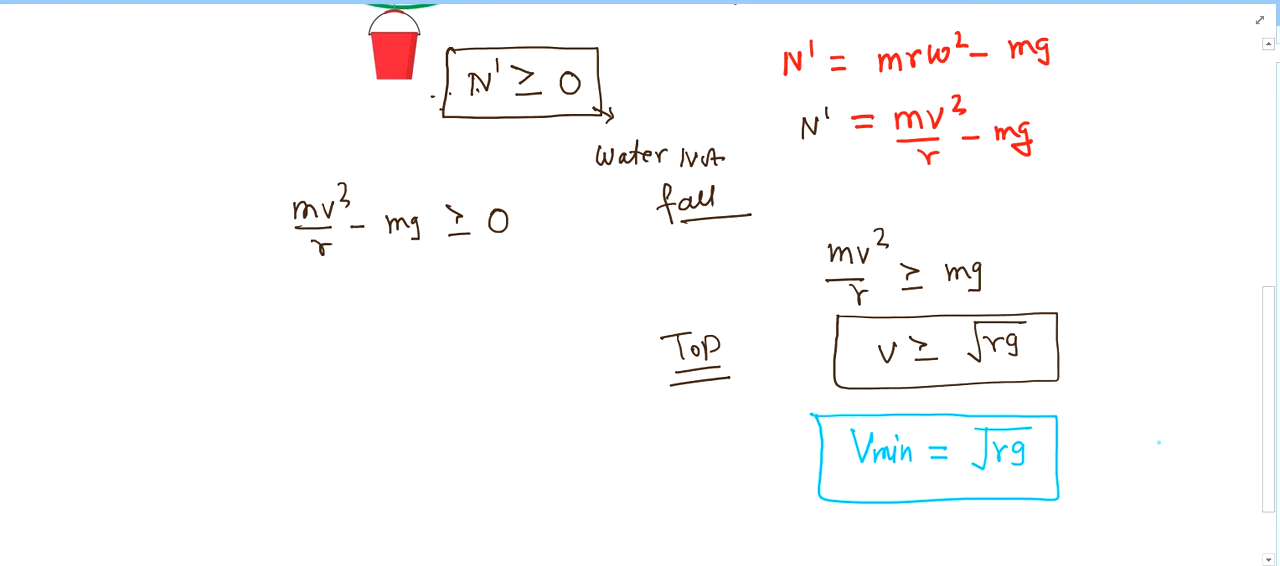 N' = mrω² - mg
N' ≥ 0
N' = mv²/r - mg
Water Not
fall
mv²/r - mg ≥ 0
mv²/r ≥ mg
TOP
v ≥ √rg
Vmin = √rg